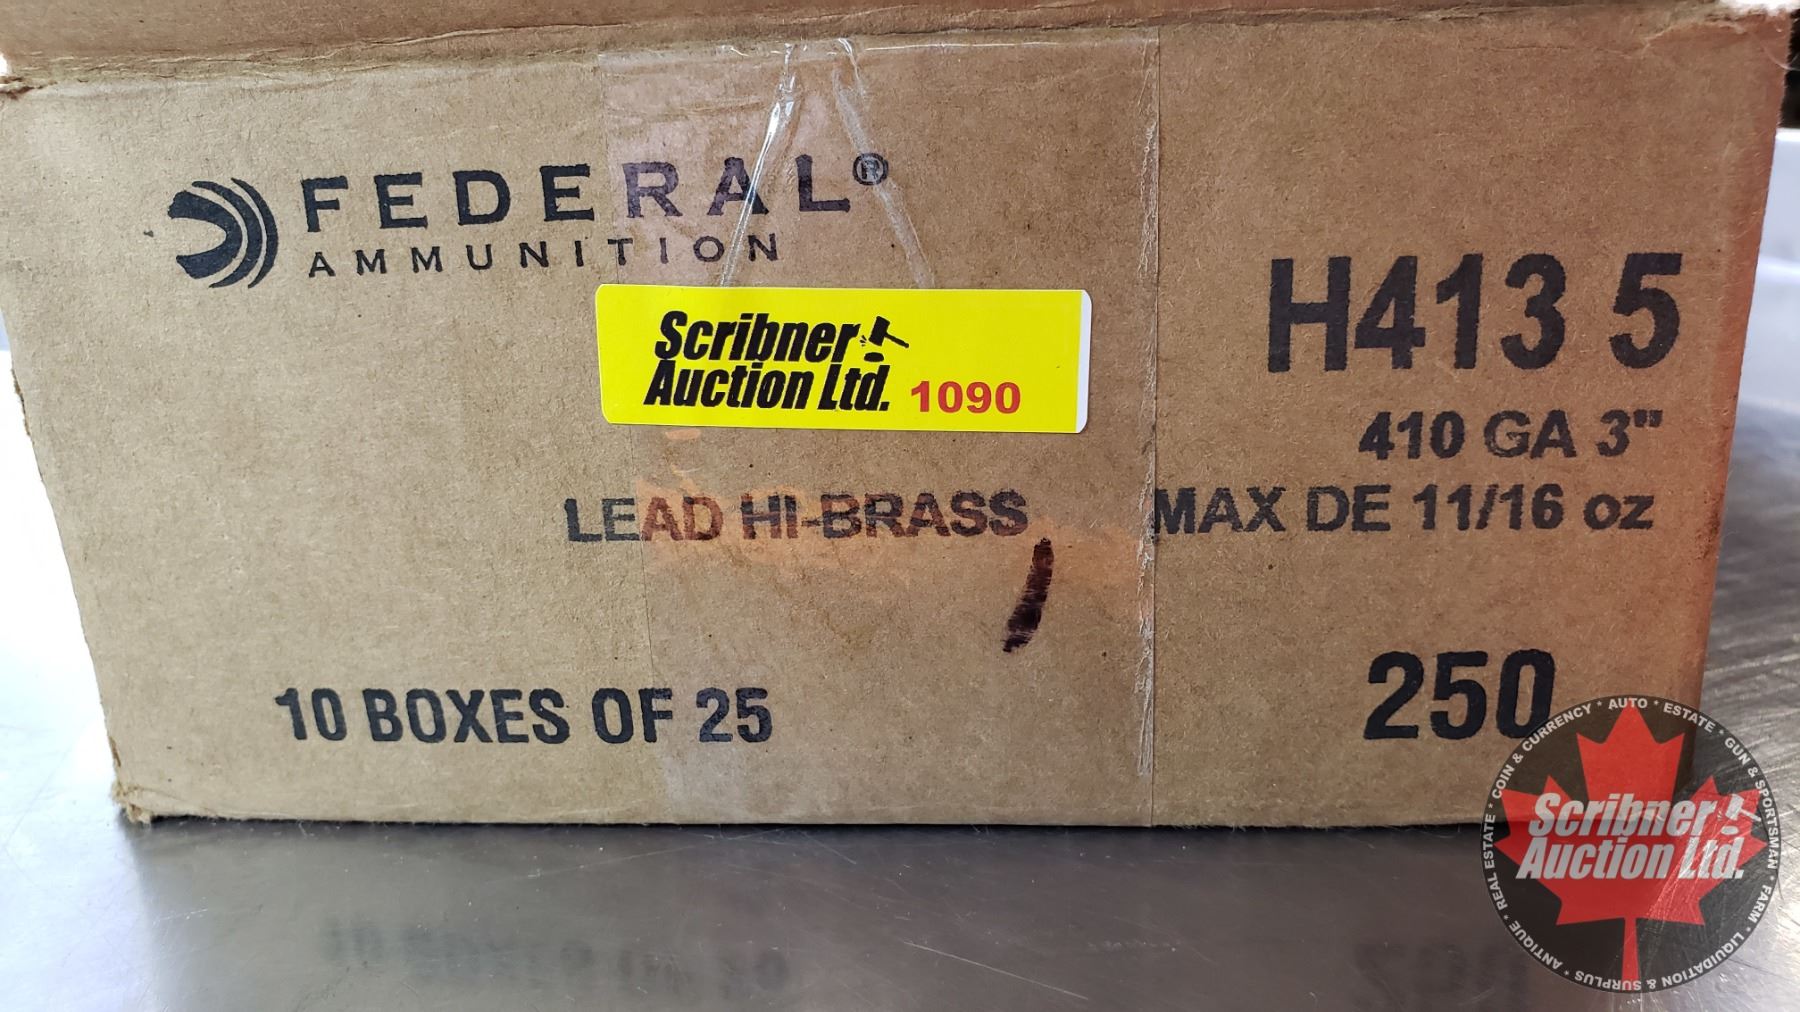 FEDERAL®
AMMUNITION
Scribner
Auction Ltd. 1090
H413 5
410 GA 3"
LEAD HI-BRASS MAX DE 11/16 oz
10 BOXES OF 25 250
REAL ESTATE * COIN & CURRENCY * AUTO * ESTATE * GUN & SPORTSMAN * FARM * LIQUIDATION & SURPLUS * ANTIQUE *
Scribner
Auction Ltd.